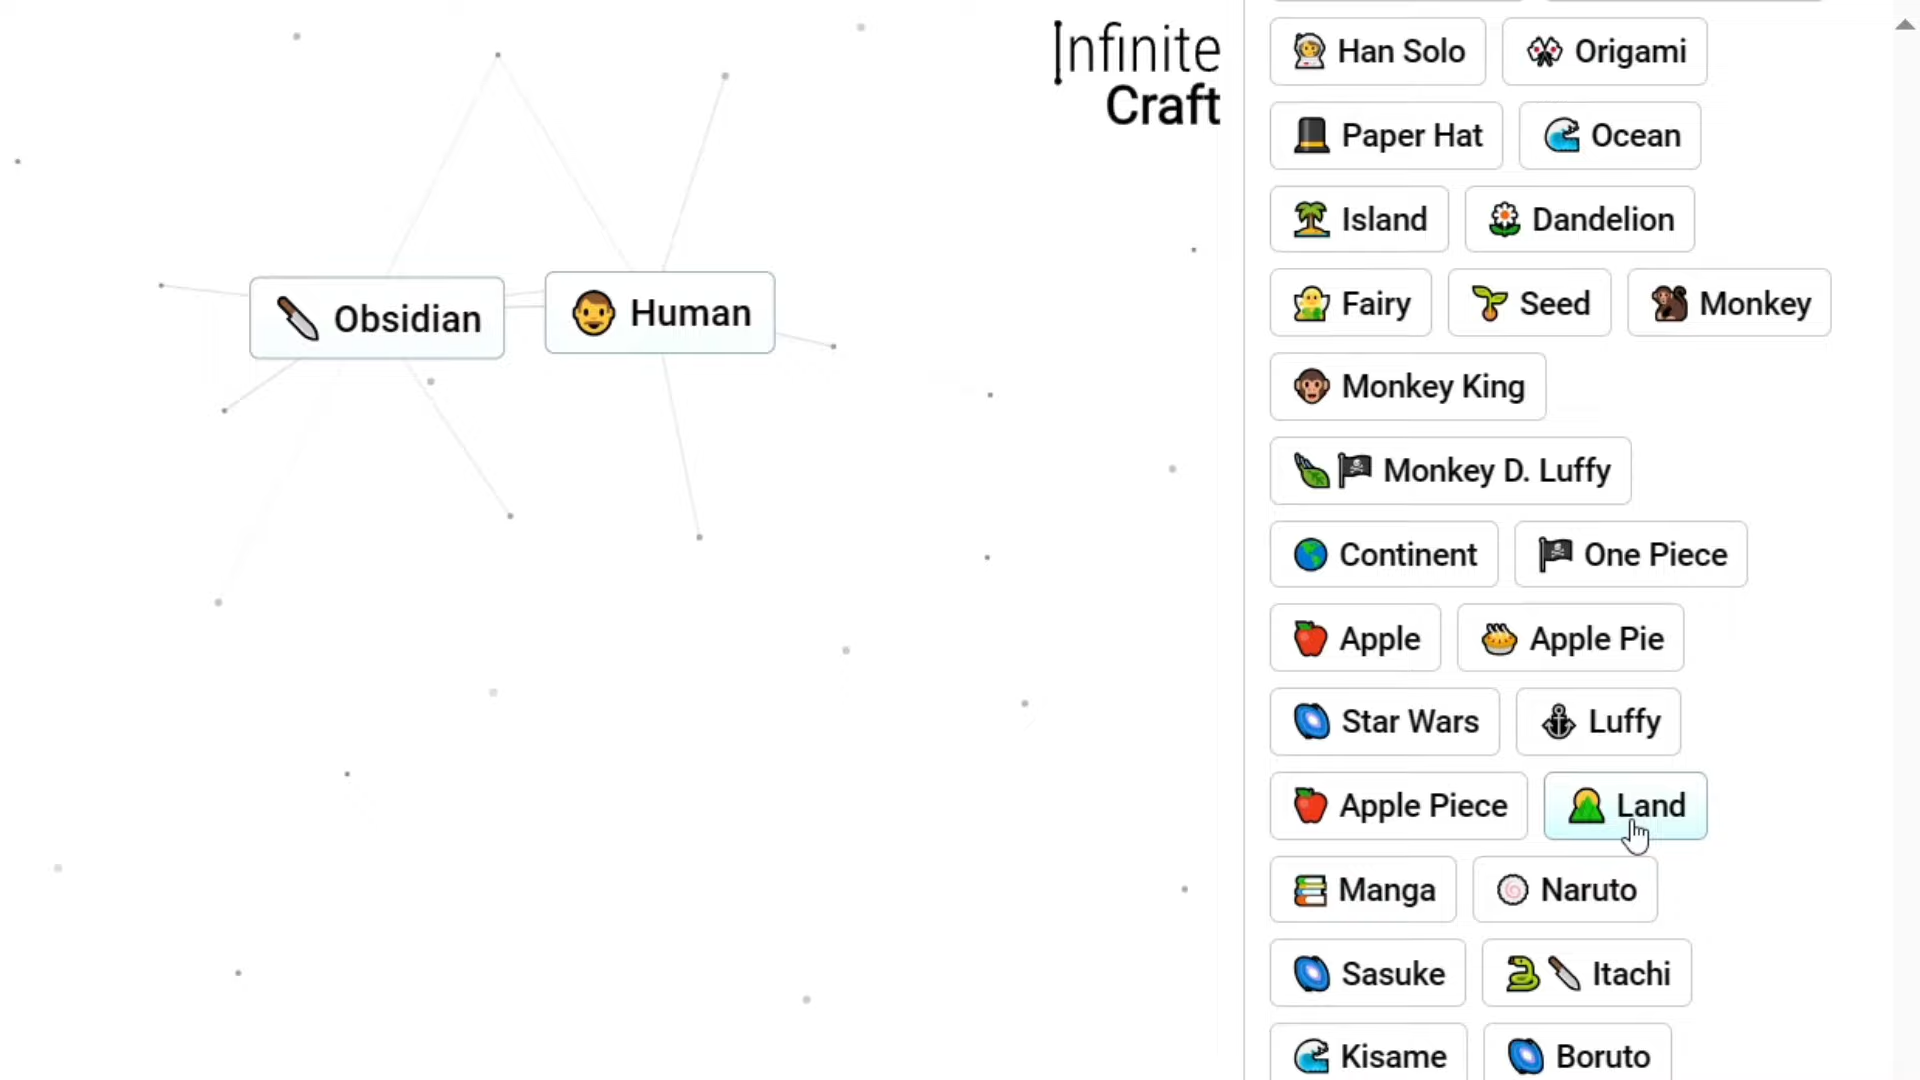 Infinite
Craft
Obsidian
Human
Han Solo
Origami
Paper Hat
Ocean
Island
Dandelion
Fairy
Seed
Monkey
Monkey King
Monkey D. Luffy
Continent
One Piece
Apple
Apple Pie
Star Wars
Luffy
Apple Piece
Land
Manga
Naruto
Sasuke
Itachi
Kisame
Boruto